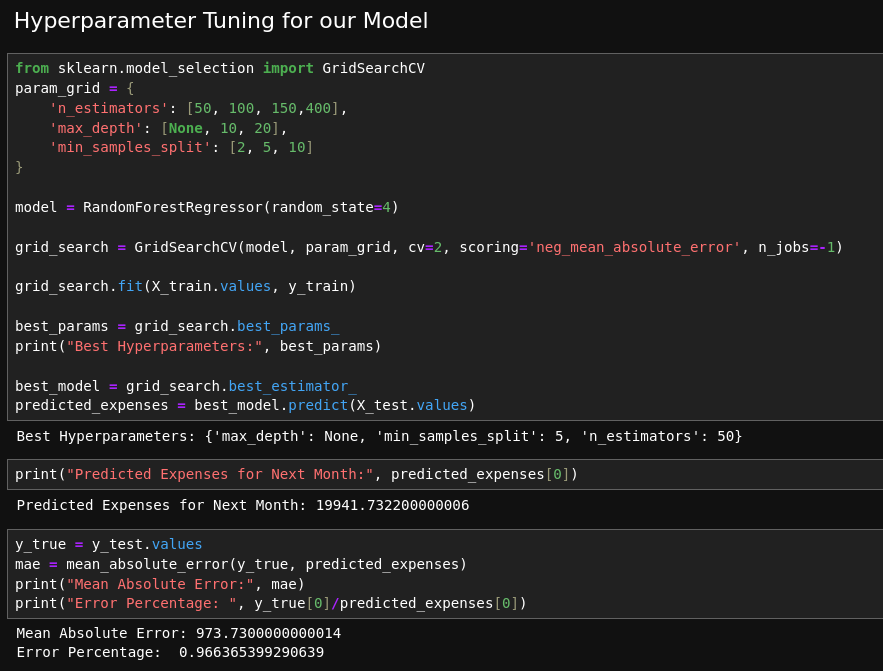 Hyperparameter Tuning for our Model
from sklearn.model_selection import GridSearchCV
param_grid = {
    'n_estimators': [50, 100, 150,400],
    'max_depth': [None, 10, 20],
    'min_samples_split': [2, 5, 10]
}
model = RandomForestRegressor(random_state=4)
grid_search = GridSearchCV(model, param_grid, cv=2, scoring='neg_mean_absolute_error', n_jobs=-1)
grid_search.fit(X_train.values, y_train)
best_params = grid_search.best_params_
print("Best Hyperparameters:", best_params)
best_model = grid_search.best_estimator_
predicted_expenses = best_model.predict(X_test.values)
Best Hyperparameters: {'max_depth': None, 'min_samples_split': 5, 'n_estimators': 50}
print("Predicted Expenses for Next Month:", predicted_expenses[0])
Predicted Expenses for Next Month: 19941.732200000006
y_true = y_test.values
mae = mean_absolute_error(y_true, predicted_expenses)
print("Mean Absolute Error:", mae)
print("Error Percentage: ", y_true[0]/predicted_expenses[0])
Mean Absolute Error: 973.7300000000014
Error Percentage:  0.966365399290639